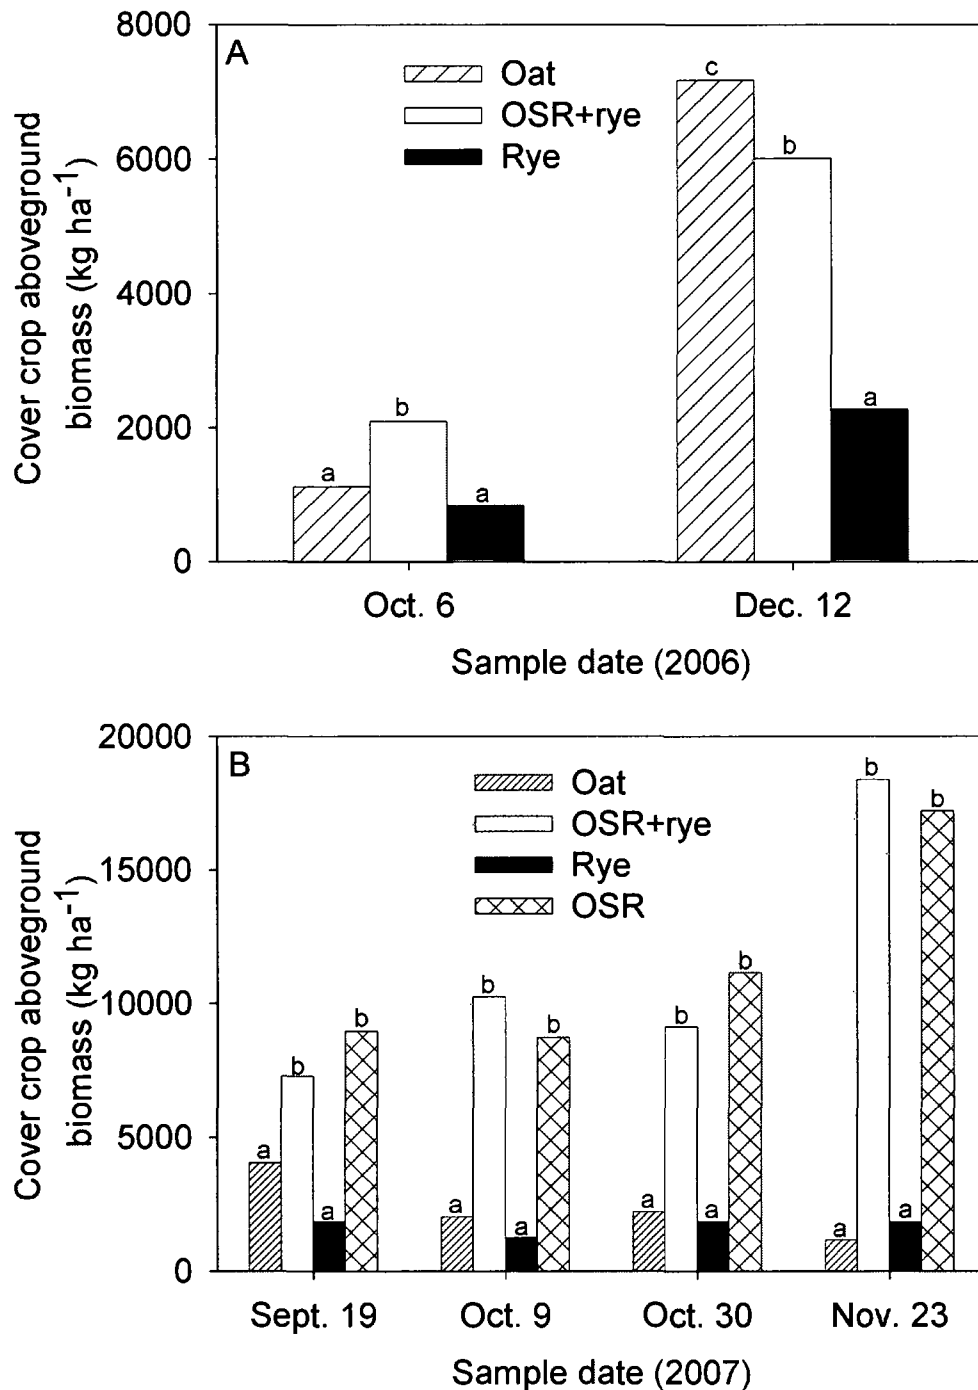 A
Oat
OSR+rye
Rye
c
b
a
a
b
a
8000
6000
4000
2000
0
Cover crop aboveground
biomass (kg ha⁻¹)
Oct. 6
Dec. 12
Sample date (2006)
B
Oat
OSR+rye
Rye
OSR
a
b
a
b
a
b
a
b
a
b
a
b
a
b
a
b
20000
15000
10000
5000
0
Cover crop aboveground
biomass (kg ha⁻¹)
Sept. 19
Oct. 9
Oct. 30
Nov. 23
Sample date (2007)